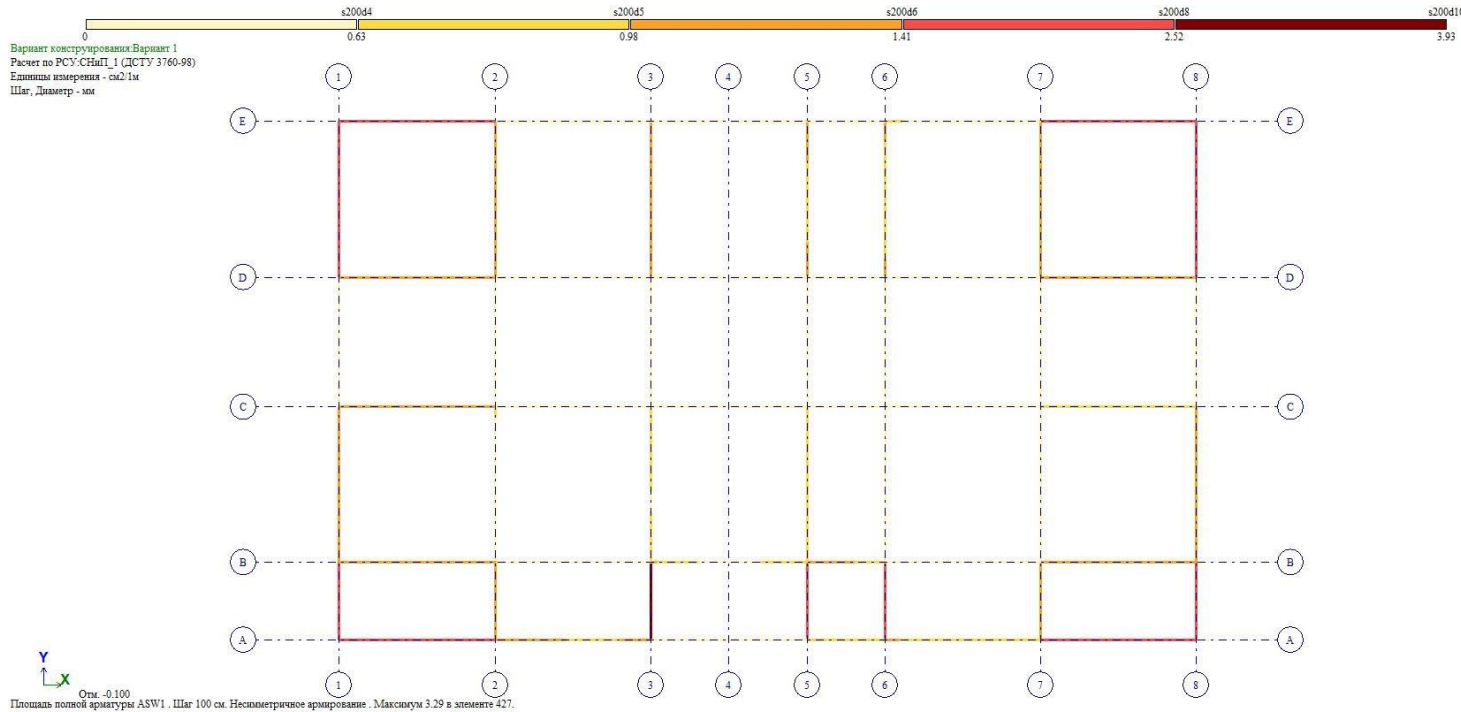 s200d4 s200d5 s200d6 s200d8 s200d10
0 0.63 0.98 1.41 2.52 3.93
Вариант конструирования:Вариант 1
Расчет по РСУ:СНиП_1 (ДСТУ 3760-98)
Единицы измерения - см2/1м
Шаг, Диаметр - мм
1 2 3 4 5 6 7 8
E E
D D
C C
B B
A A
Y
X
1 2 3 4 5 6 7 8
Отм. -0.100
Площадь полной арматуры ASW1 . Шаг 100 см. Несимметричное армирование . Максимум 3.29 в элементе 427.